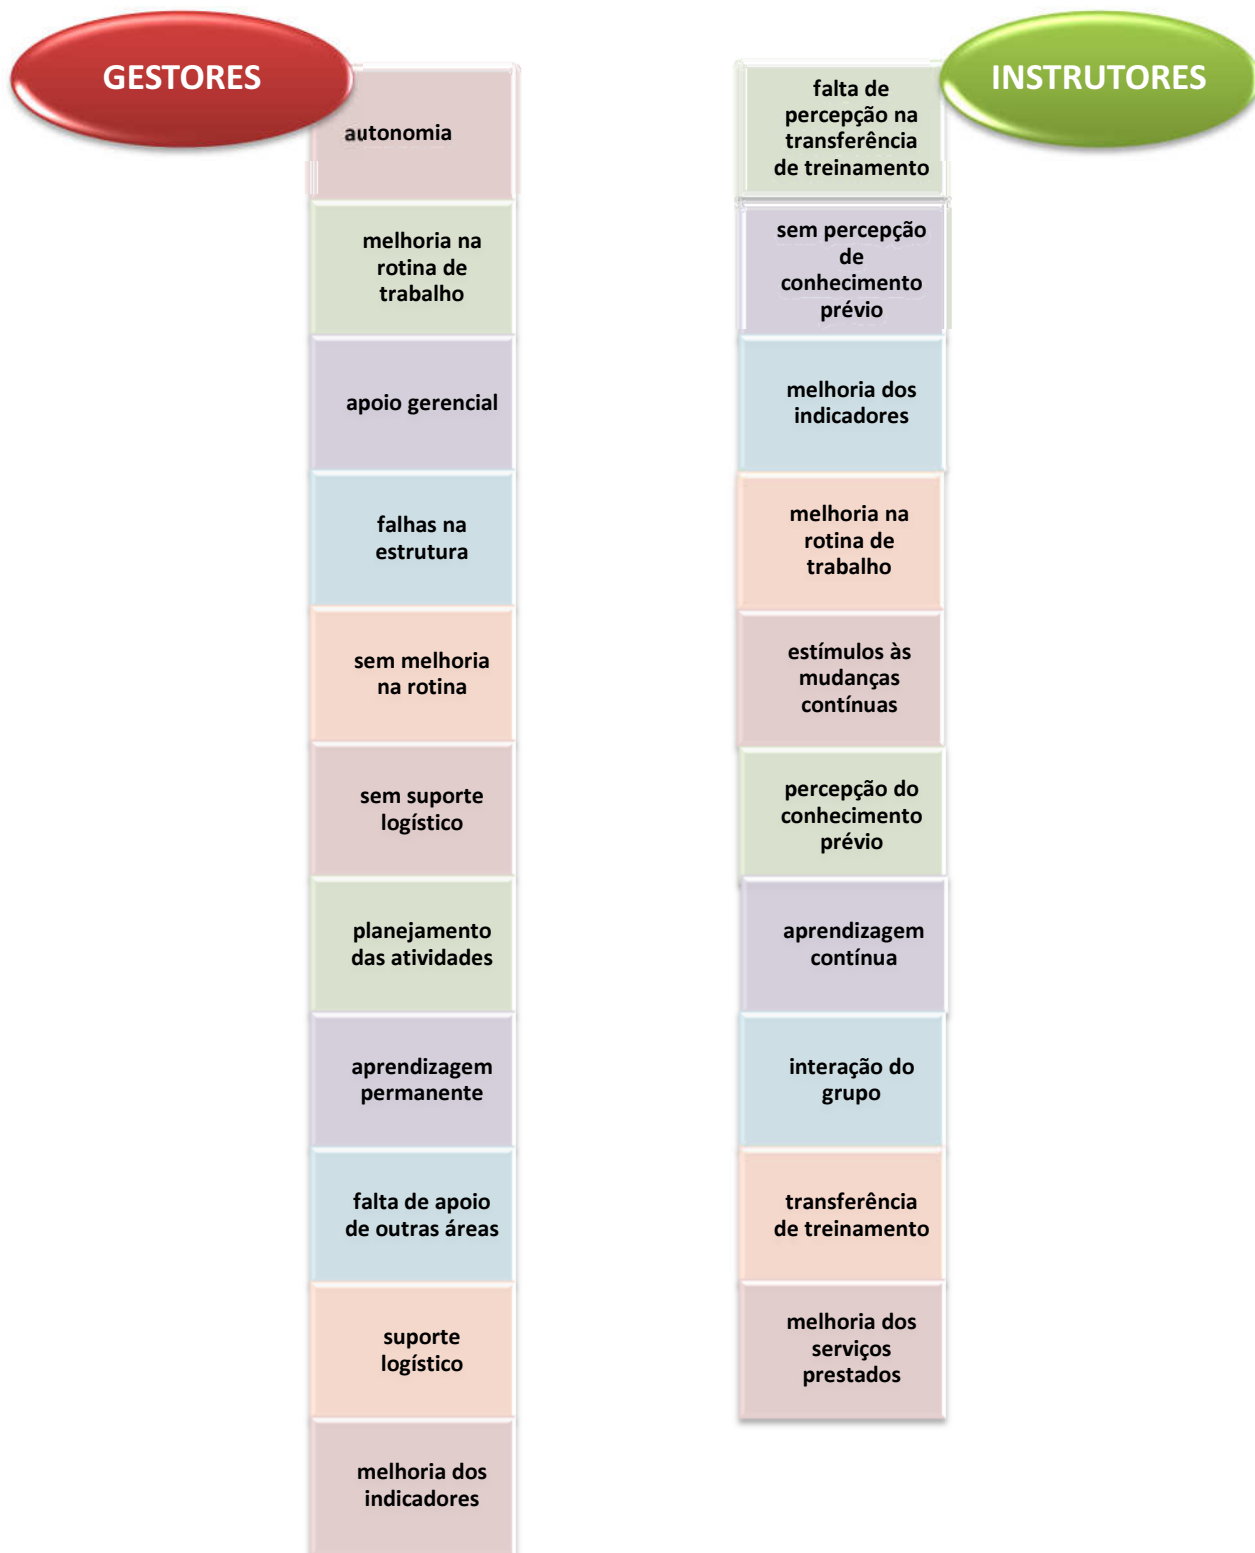 GESTORES
autonomia
melhoria na
rotina de
trabalho
apoio gerencial
falhas na
estrutura
sem melhoria
na rotina
sem suporte
logístico
planejamento
das atividades
aprendizagem
permanente
falta de apoio
de outras áreas
suporte
logístico
melhoria dos
indicadores
INSTRUTORES
falta de
percepção na
transferência
de treinamento
sem percepção
de
conhecimento
prévio
melhoria dos
indicadores
melhoria na
rotina de
trabalho
estímulos às
mudanças
contínuas
percepção do
conhecimento
prévio
aprendizagem
contínua
interação do
grupo
transferência
de treinamento
melhoria dos
serviços
prestados